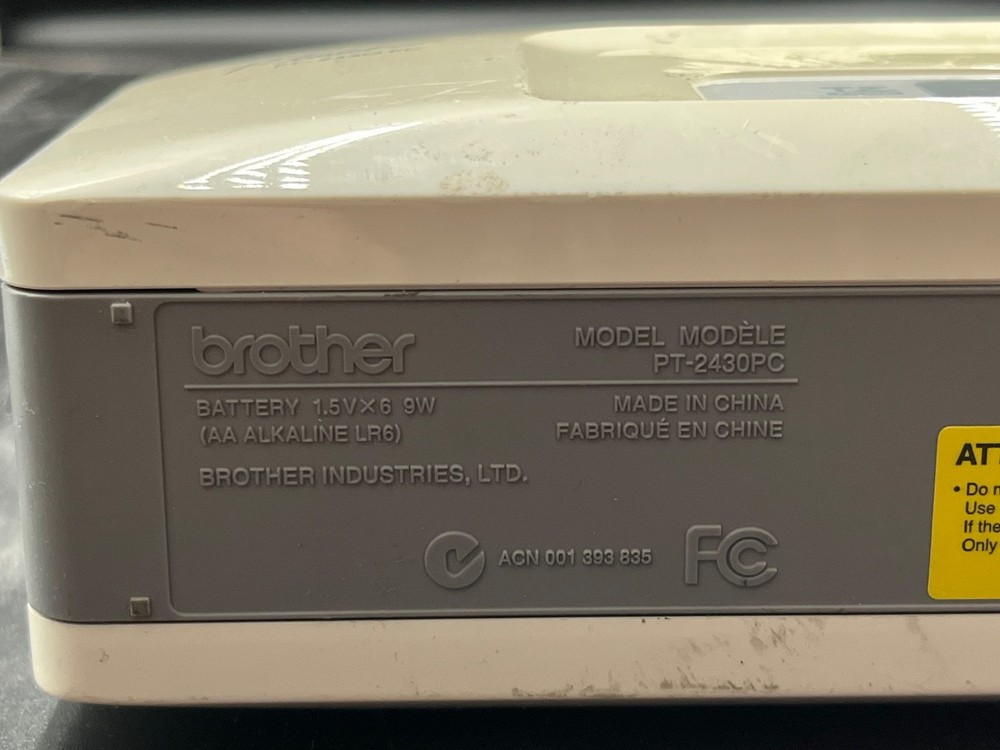 brother
MODEL MODÈLE
PT-2430PC
BATTERY 1.5V×6 9W
(AA ALKALINE LR6)
MADE IN CHINA
FABRIQUÉ EN CHINE
BROTHER INDUSTRIES, LTD.
ACN 001 393 835
FC
• Do
Use
If the
Only